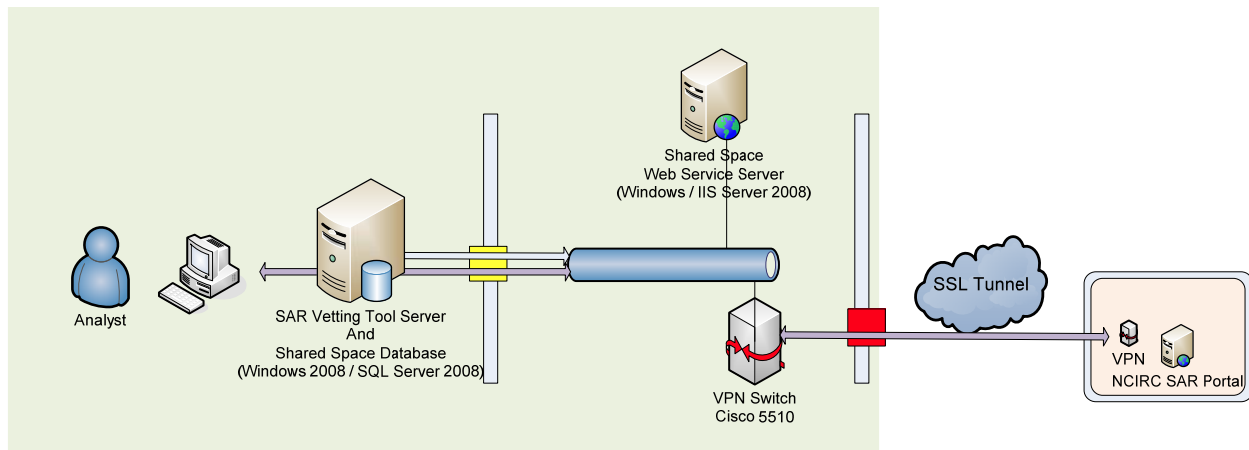 Shared Space
Web Service Server
(Windows / IIS Server 2008)
Analyst
SAR Vetting Tool Server
And
Shared Space Database
(Windows 2008 / SQL Server 2008)
SSL Tunnel
VPN Switch
Cisco 5510
VPN
NCIRC SAR Portal